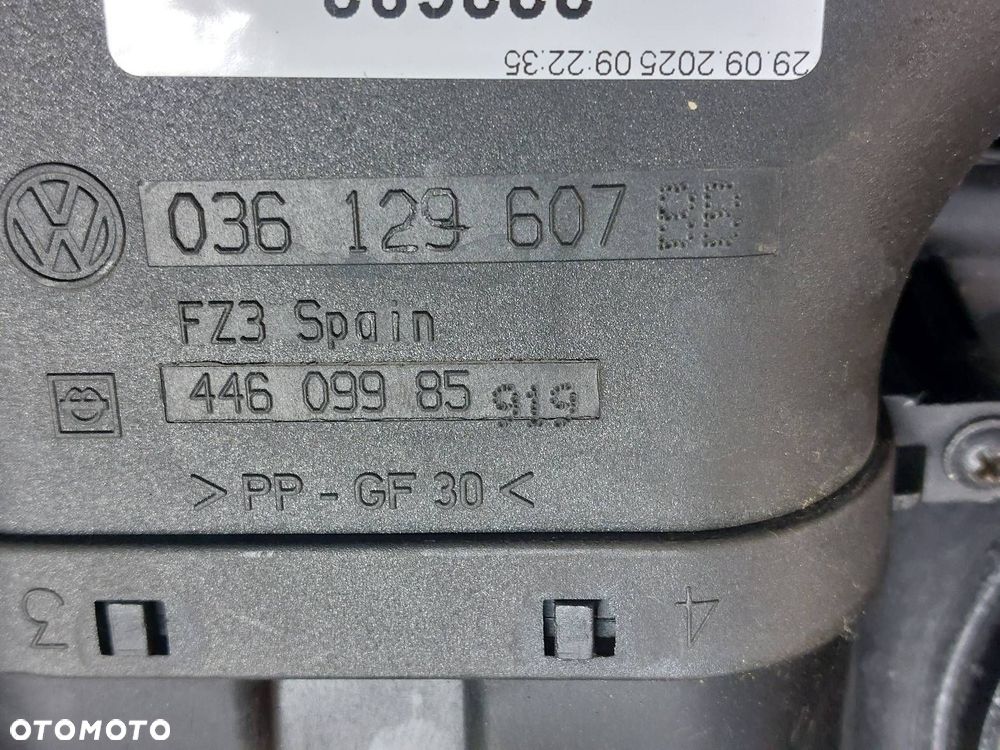 29.09.2025 09:22:35
036 129 607 BB
FZ3 Spain
446 099 85 919
>PP-GF 30<
3
4
OTOMOTO